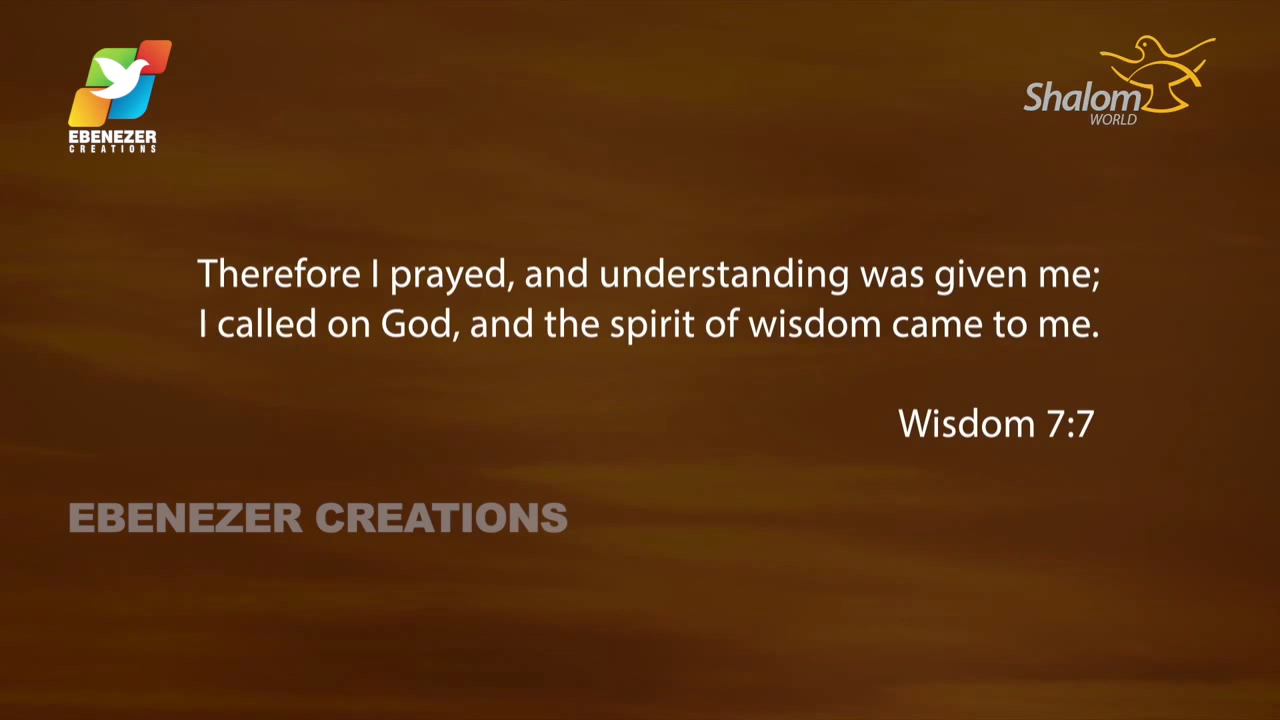 EBENEZER
CREATIONS
Shalom
WORLD
Therefore I prayed, and understanding was given me;
I called on God, and the spirit of wisdom came to me.
Wisdom 7:7
EBENEZER CREATIONS